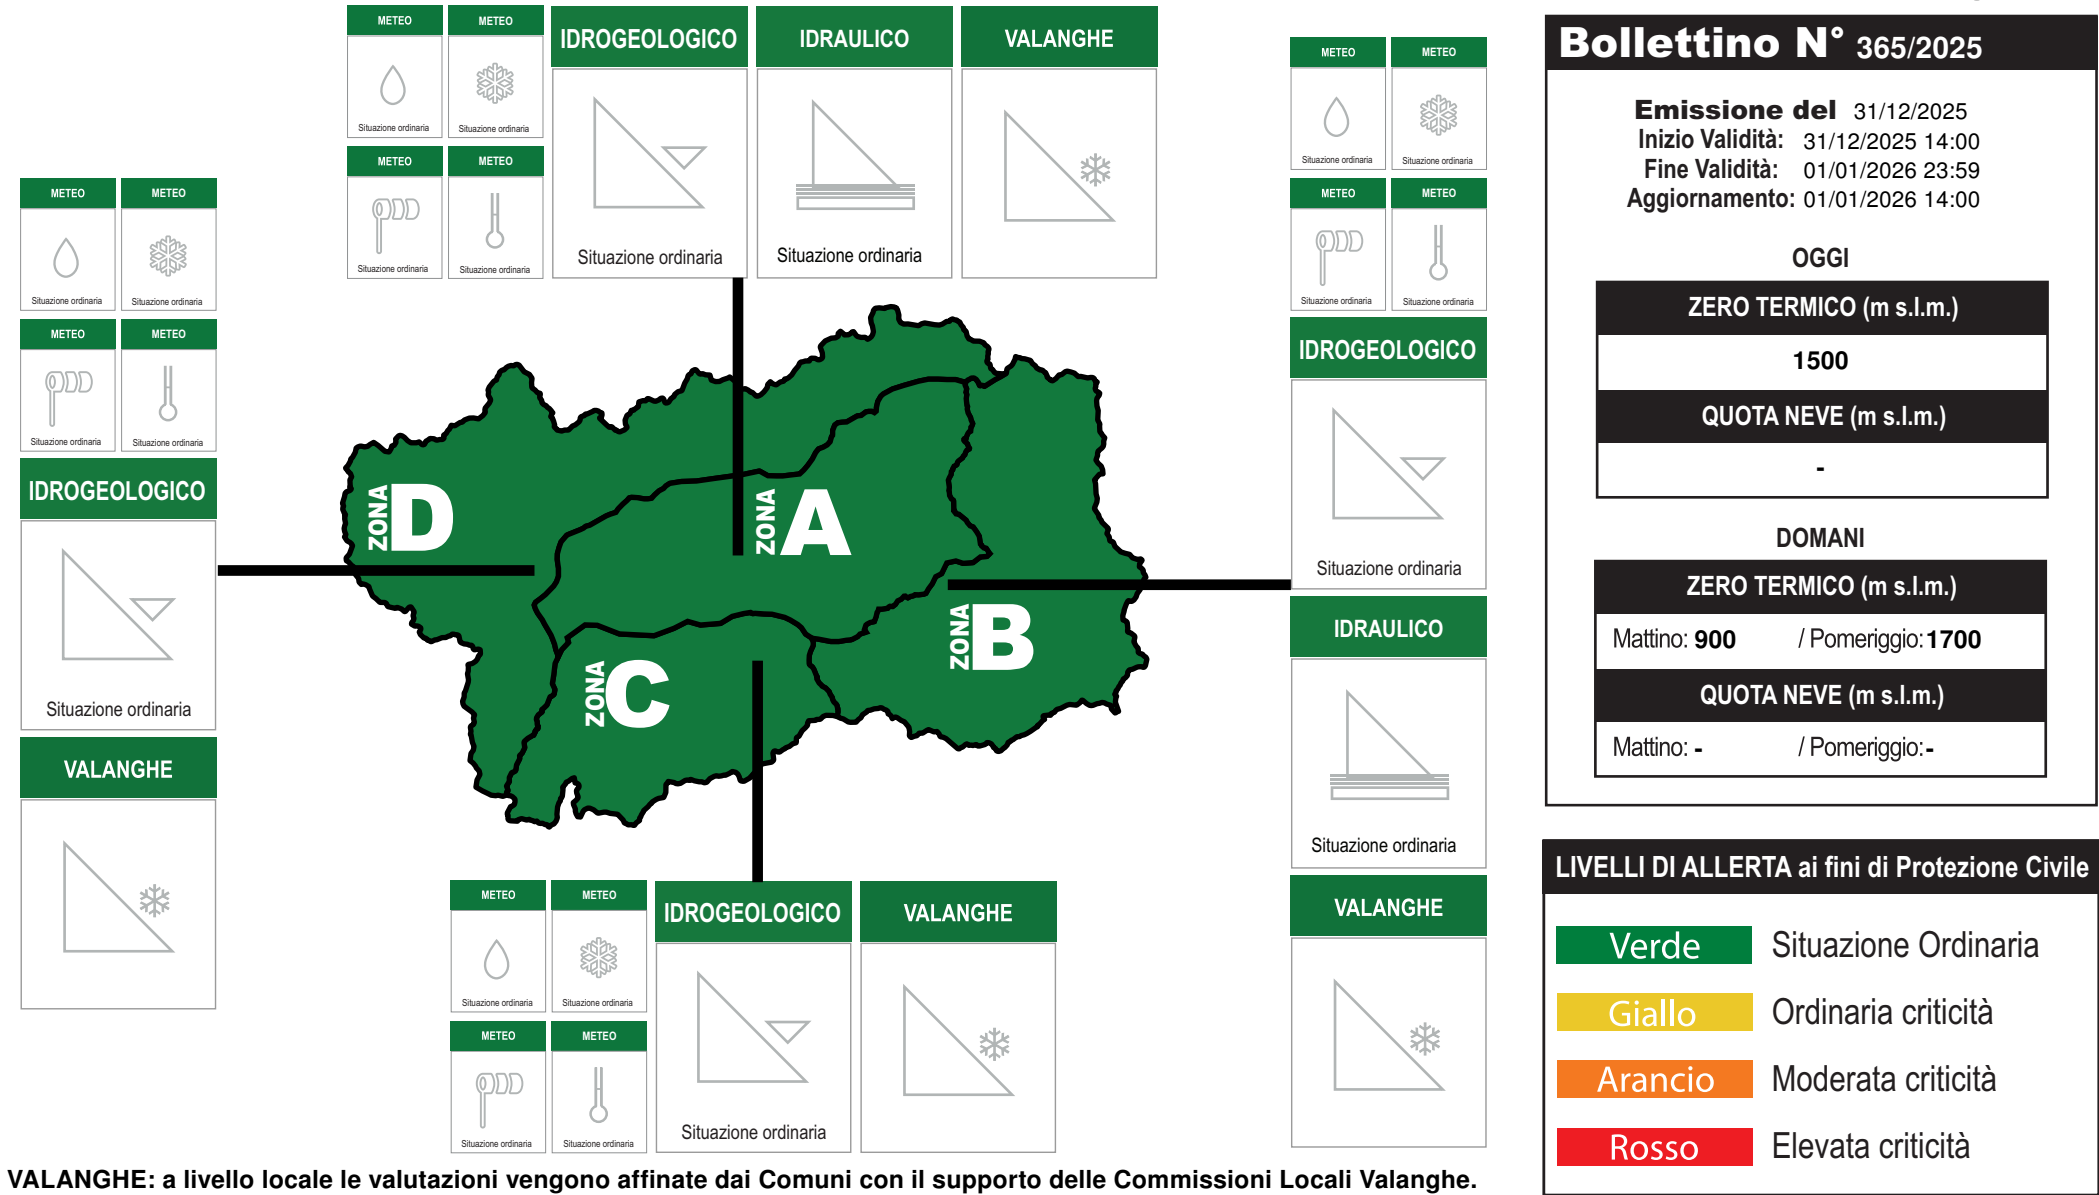 METEO
METEO
Situazione ordinaria
Situazione ordinaria
METEO
METEO
Situazione ordinaria
Situazione ordinaria
IDROGEOLOGICO
Situazione ordinaria
IDRAULICO
Situazione ordinaria
VALANGHE
METEO
METEO
Situazione ordinaria
Situazione ordinaria
METEO
METEO
Situazione ordinaria
Situazione ordinaria
IDROGEOLOGICO
Situazione ordinaria
VALANGHE
ZONA D
ZONA A
ZONA B
ZONA C
METEO
METEO
Situazione ordinaria
Situazione ordinaria
METEO
METEO
Situazione ordinaria
Situazione ordinaria
IDROGEOLOGICO
Situazione ordinaria
IDRAULICO
Situazione ordinaria
VALANGHE
METEO
METEO
Situazione ordinaria
Situazione ordinaria
METEO
METEO
Situazione ordinaria
Situazione ordinaria
IDROGEOLOGICO
Situazione ordinaria
VALANGHE
Bollettino N° 365/2025
Emissione del 31/12/2025
Inizio Validità: 31/12/2025 14:00
Fine Validità: 01/01/2026 23:59
Aggiornamento: 01/01/2026 14:00
OGGI
ZERO TERMICO (m s.l.m.)
1500
QUOTA NEVE (m s.l.m.)
-
DOMANI
ZERO TERMICO (m s.l.m.)
Mattino: 900 / Pomeriggio: 1700
QUOTA NEVE (m s.l.m.)
Mattino: - / Pomeriggio: -
LIVELLI DI ALLERTA ai fini di Protezione Civile
Verde Situazione Ordinaria
Giallo Ordinaria criticità
Arancio Moderata criticità
Rosso Elevata criticità
VALANGHE: a livello locale le valutazioni vengono affinate dai Comuni con il supporto delle Commissioni Locali Valanghe.